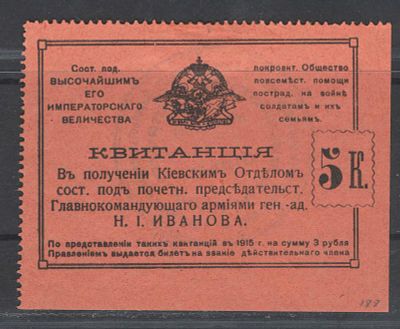 Сост. под.
ВЫСОЧАЙШИМЪ
ЕГО
ИМПЕРАТОРСКАГО
ВЕЛИЧЕСТВА
покровит. Общество
повсемѣст. помощи
пострад. на войнѣ
солдатамъ и ихъ
семьямъ.
КВИТАНЦІЯ
5 К.
Въ полученіи Кіевскимъ Отдѣломъ
сост. подъ почетн. предсѣдательст.
Главнокомандующаго арміями ген.-ад.
Н. І. ИВАНОВА.
По представленіи такихъ квитанцій въ 1915 г. на сумму 3 рубля
Правленіемъ выдается билетъ на званіе дѣйствительнаго члена